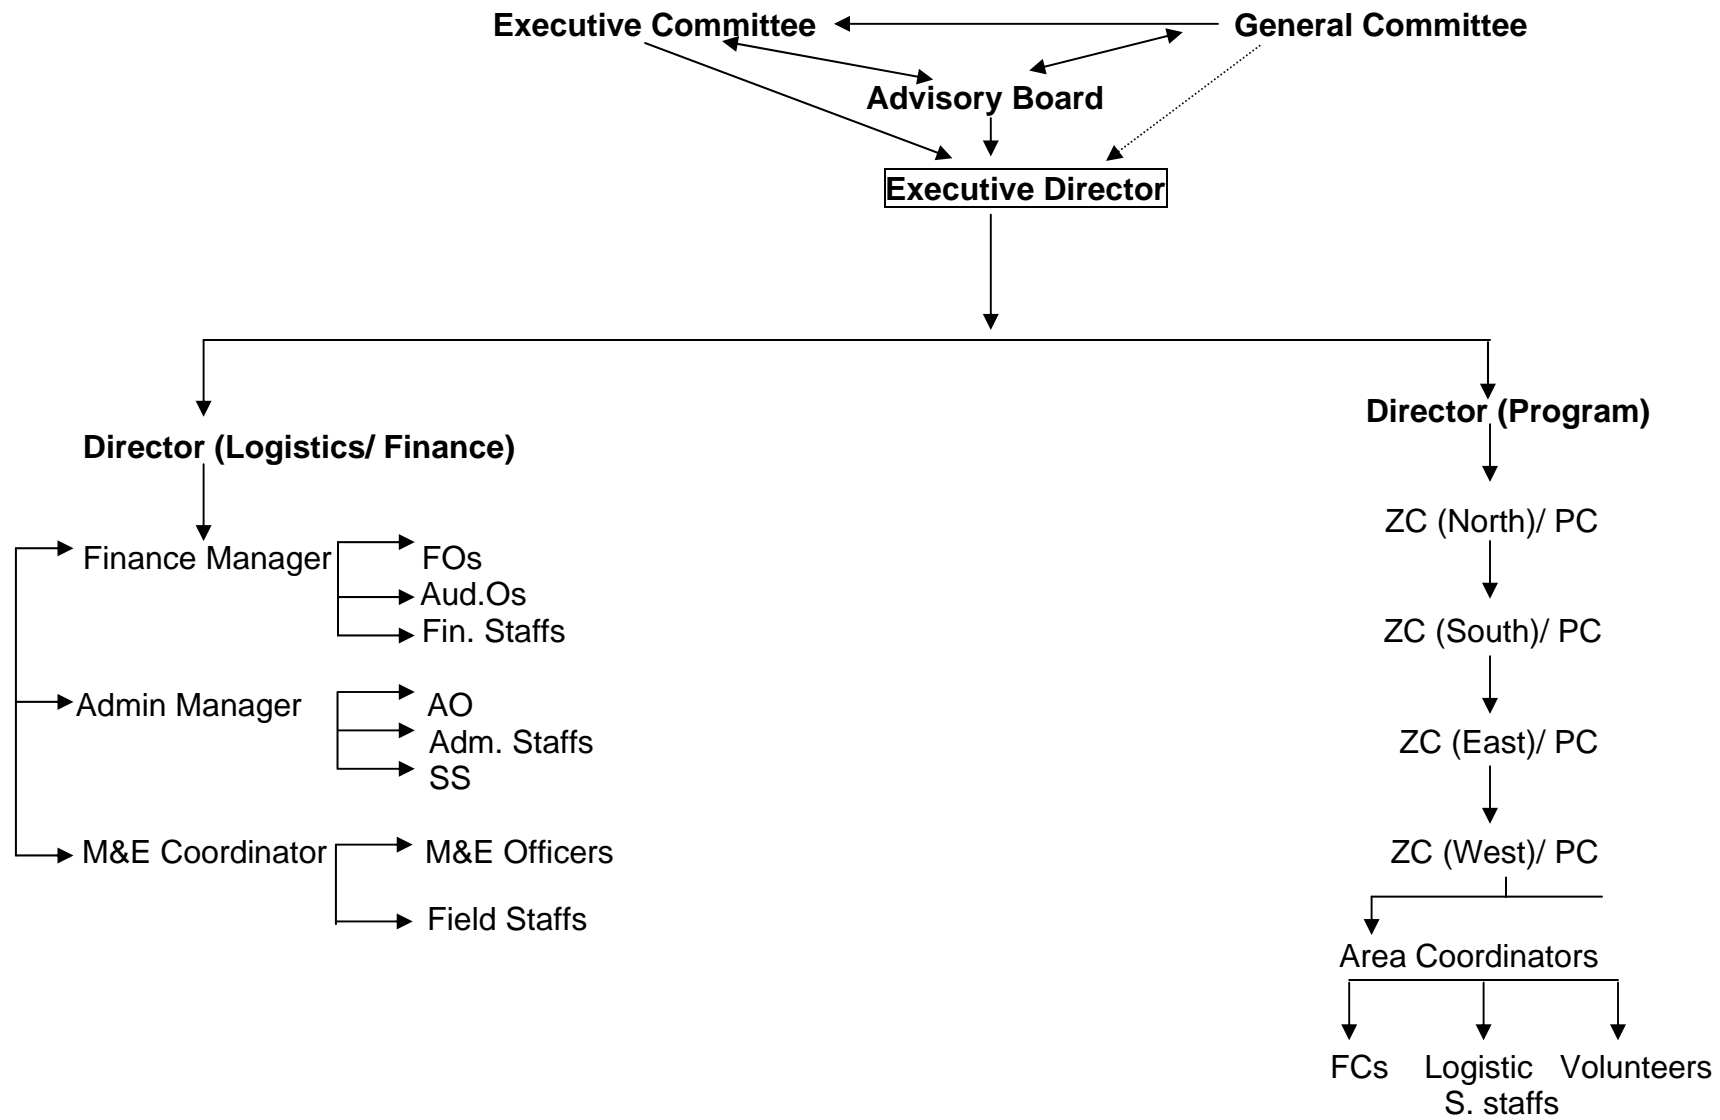 Executive Committee
General Committee
Advisory Board
Executive Director
Director (Logistics/ Finance)
Director (Program)
Finance Manager
FOs
Aud.Os
Fin. Staffs
Admin Manager
AO
Adm. Staffs
SS
M&E Coordinator
M&E Officers
Field Staffs
ZC (North)/ PC
ZC (South)/ PC
ZC (East)/ PC
ZC (West)/ PC
Area Coordinators
FCs
Logistic
S. staffs
Volunteers